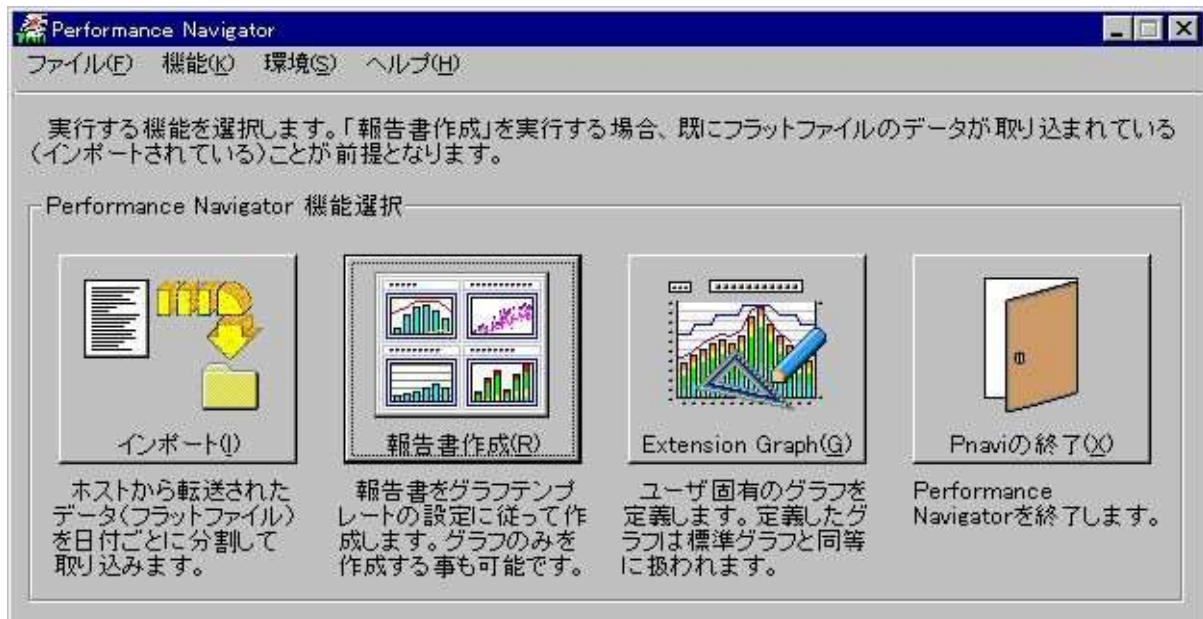 Performance Navigator
ファイル(F) 機能(K) 環境(S) ヘルプ(H)
実行する機能を選択します。「報告書作成」を実行する場合、既にフラットファイルのデータが取り込まれている
(インポートされている)ことが前提となります。
Performance Navigator 機能選択
インポート(I)
ホストから転送された
データ(フラットファイル)
を日付ごとに分割して
取り込みます。
報告書作成(R)
報告書をグラフテンプ
レートの設定に従って作
成します。グラフのみを
作成する事も可能です。
Extension Graph(G)
ユーザ固有のグラフを
定義します。定義したグ
ラフは標準グラフと同等
に扱われます。
Pnaviの終了(X)
Performance
Navigatorを終了します。